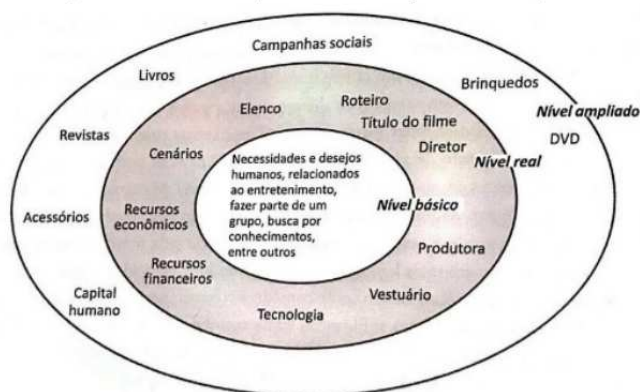 Campanhas sociais
Livros
Brinquedos
Nível ampliado
DVD
Revistas
Acessórios
Capital
humano
Elenco
Roteiro
Título do filme
Diretor
Nível real
Cenários
Recursos
econômicos
Recursos
financeiros
Tecnologia
Vestuário
Produtora
Necessidades e desejos
humanos, relacionados
ao entretenimento,
fazer parte de um
grupo, busca por
conhecimentos,
entre outros
Nível básico